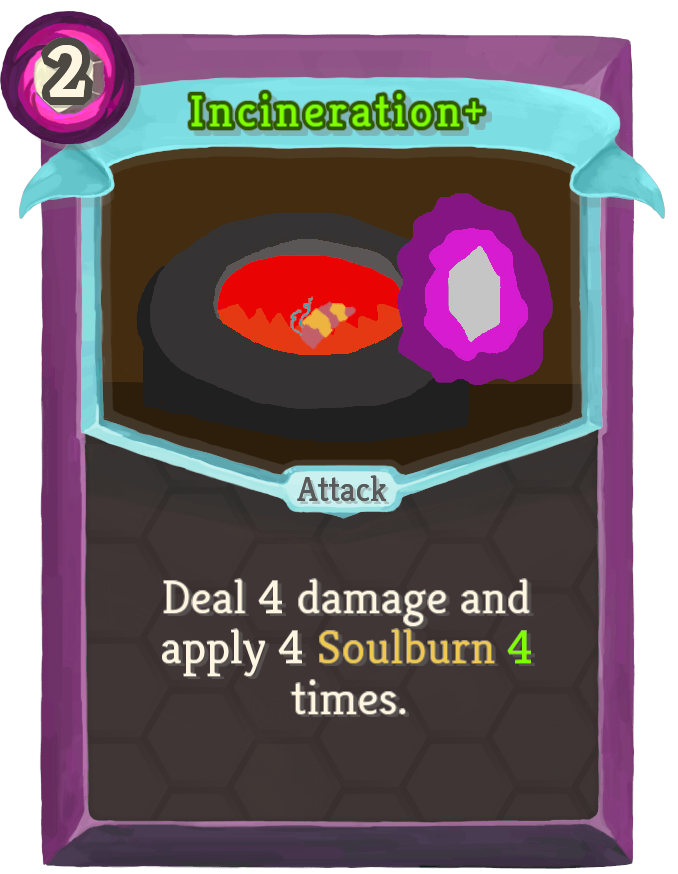 2
Incineration+
Attack
Deal 4 damage and
apply 4 Soulburn 4
times.